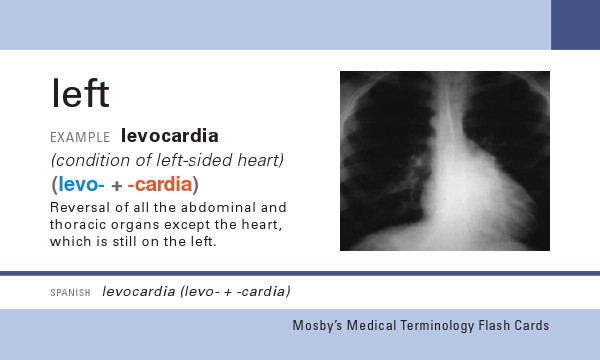 left
EXAMPLE levocardia
(condition of left-sided heart)
(levo- + -cardia)
Reversal of all the abdominal and
thoracic organs except the heart,
which is still on the left.
SPANISH levocardia (levo- + -cardia)
Mosby's Medical Terminology Flash Cards